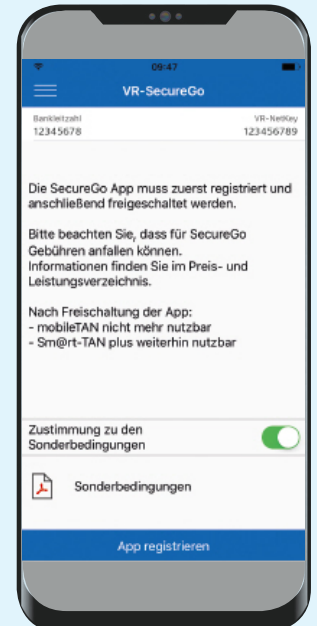 09:47
VR-SecureGo
Bankleitzahl VR-NetKey
12345678 123456789
Die SecureGo App muss zuerst registriert und
anschließend freigeschaltet werden.
Bitte beachten Sie, dass für SecureGo
Gebühren anfallen können.
Informationen finden Sie im Preis- und
Leistungsverzeichnis.
Nach Freischaltung der App:
- mobileTAN nicht mehr nutzbar
- Sm@rt-TAN plus weiterhin nutzbar
Zustimmung zu den
Sonderbedingungen
Sonderbedingungen
App registrieren